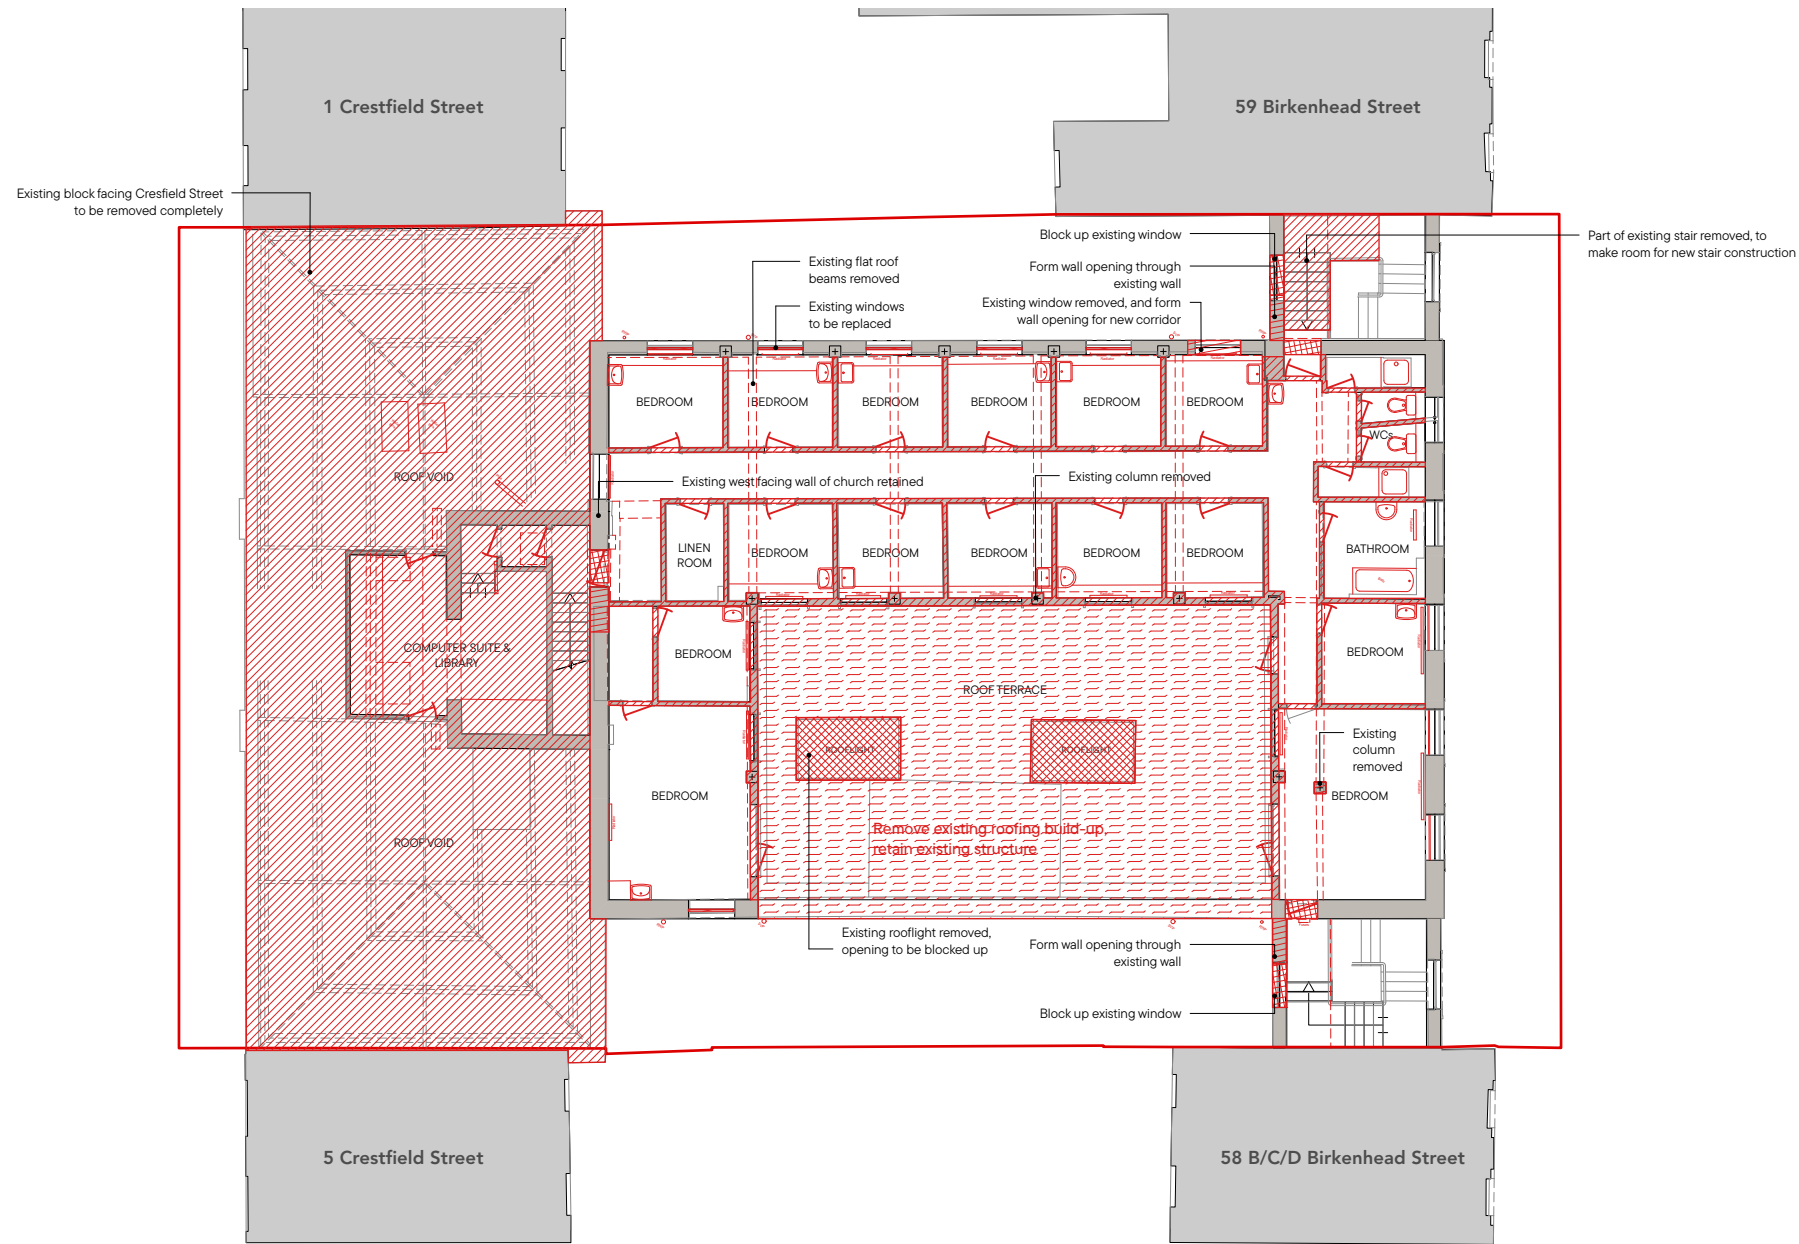 1 Crestfield Street
59 Birkenhead Street
Existing block facing Cresfield Street
to be removed completely
Block up existing window
Part of existing stair removed, to
make room for new stair construction
Existing flat roof
beams removed
Form wall opening through
existing wall
Existing windows
to be replaced
Existing window removed, and form
wall opening for new corridor
BEDROOM
BEDROOM
BEDROOM
BEDROOM
BEDROOM
BEDROOM
WCs
ROOF VOID
Existing west facing wall of church retained
Existing column removed
LINEN
ROOM
BEDROOM
BEDROOM
BEDROOM
BEDROOM
BEDROOM
BATHROOM
COMPUTER SUITE &
LIBRARY
BEDROOM
BEDROOM
ROOF TERRACE
ROOFLIGHT
ROOFLIGHT
Existing
column
removed
BEDROOM
BEDROOM
Remove existing roofing build-up,
retain existing structure
ROOF VOID
Existing rooflight removed,
opening to be blocked up
Form wall opening through
existing wall
Block up existing window
5 Crestfield Street
58 B/C/D Birkenhead Street